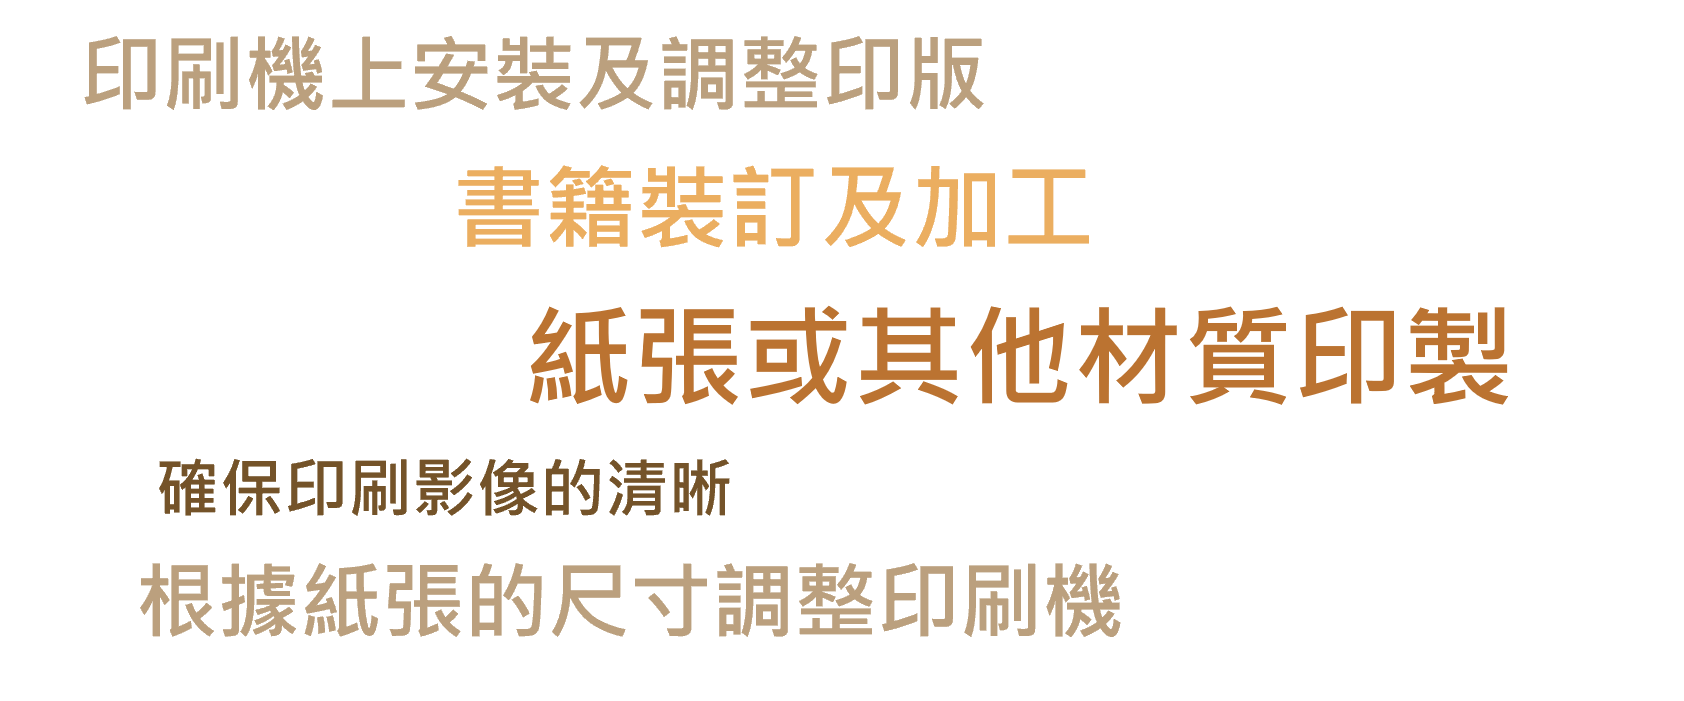 印刷機上安裝及調整印版
書籍裝訂及加工
紙張或其他材質印製
確保印刷影像的清晰
根據紙張的尺寸調整印刷機